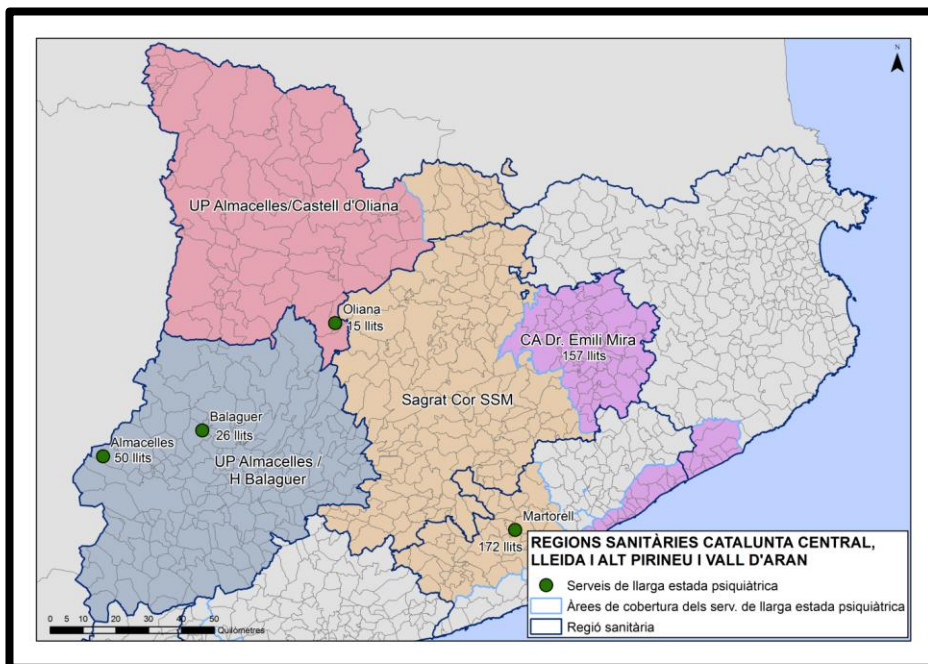 N
UP Almacelles/Castell d'Oliana
Oliana
15 llits
CA Dr. Emili Mira
157 llits
Sagrat Cor SSM
Balaguer
26 llits
Almacelles
50 llits
UP Almacelles /
H Balaguer
Martorell
172 llits
REGIONS SANITÀRIES CATALUNTA CENTRAL,
LLEIDA I ALT PIRINEU I VALL D'ARAN
Serveis de llarga estada psiquiàtrica
Àrees de cobertura dels serv. de llarga estada psiquiàtrica
Regió sanitària
0 5 10 20 30 40 50
Quilòmetres